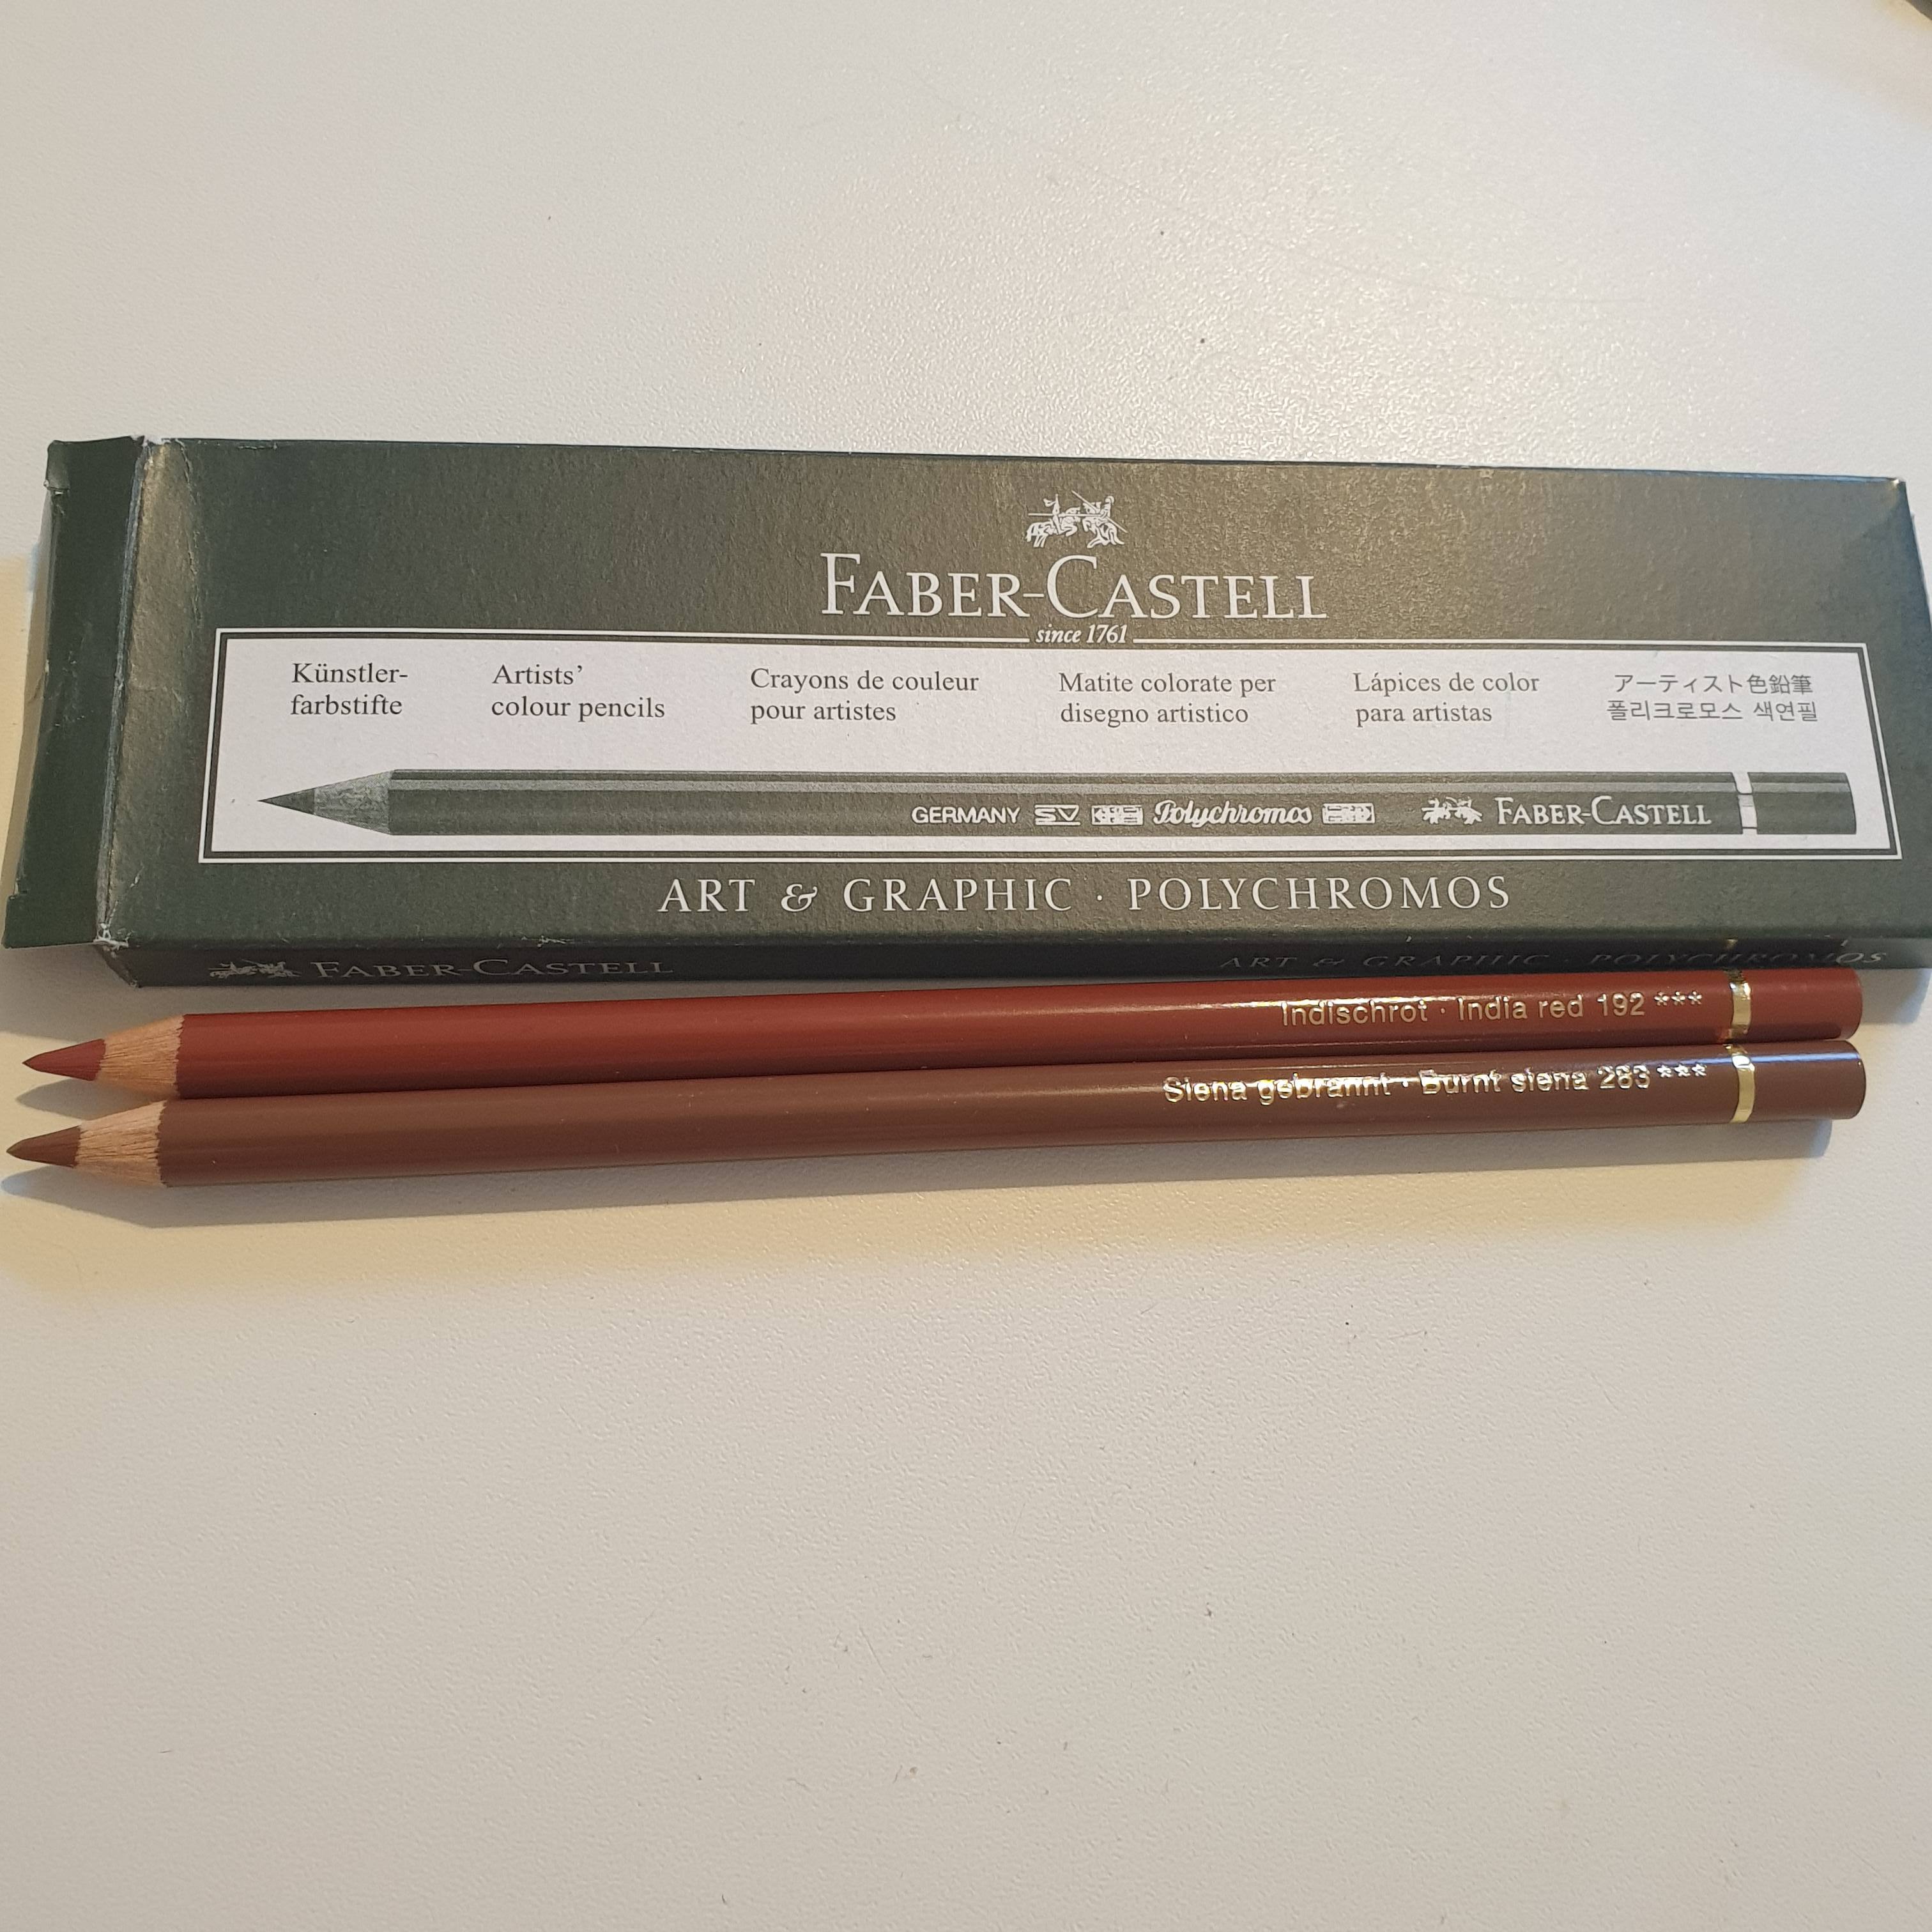 FABER-CASTELL
since 1761
Künstler-
farbstifte
Artists'
colour pencils
Crayons de couleur
pour artistes
Matite colorate per
disegno artistico
Lápices de color
para artistas
アーティスト色鉛筆
폴리크로모스 색연필
GERMANY SV Polychromos FABER-CASTELL
ART & GRAPHIC · POLYCHROMOS
FABER-CASTELL ART & GRAPHIC · POLYCHROMOS
Indischrot · India red 192 ***
Siena gebrannt · Burnt siena 283 ***